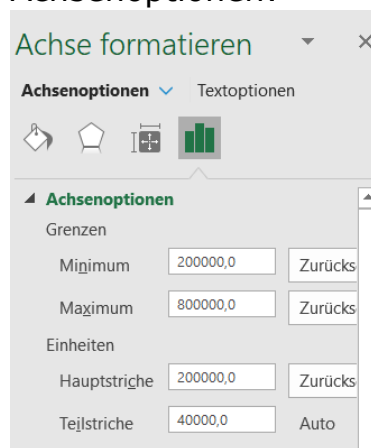 Achsenoptionen.
Achse formatieren
Achsenoptionen Textoptionen
Achsenoptionen
Grenzen
Minimum 200000,0 Zurücks
Maximum 800000,0 Zurücks
Einheiten
Hauptstriche 200000,0 Zurücks
Teilstriche 40000,0 Auto